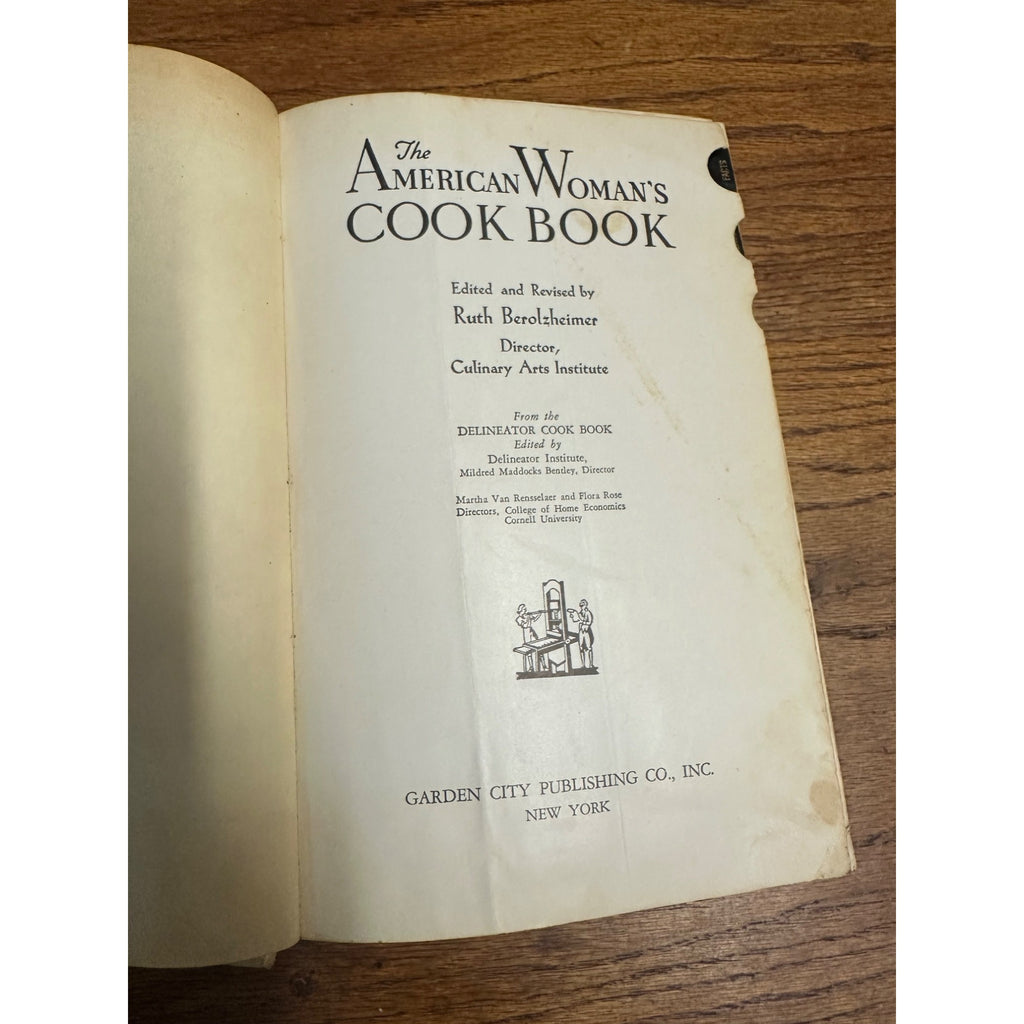 The
AMERICAN WOMAN'S
COOK BOOK
Edited and Revised by
Ruth Berolzheimer
Director,
Culinary Arts Institute
From the
DELINEATOR COOK BOOK
Edited by
Delineator Institute,
Mildred Maddocks Bentley, Director
Martha Van Rensselaer and Flora Rose
Directors, College of Home Economics
Cornell University
GARDEN CITY PUBLISHING CO., INC.
NEW YORK
FACTS